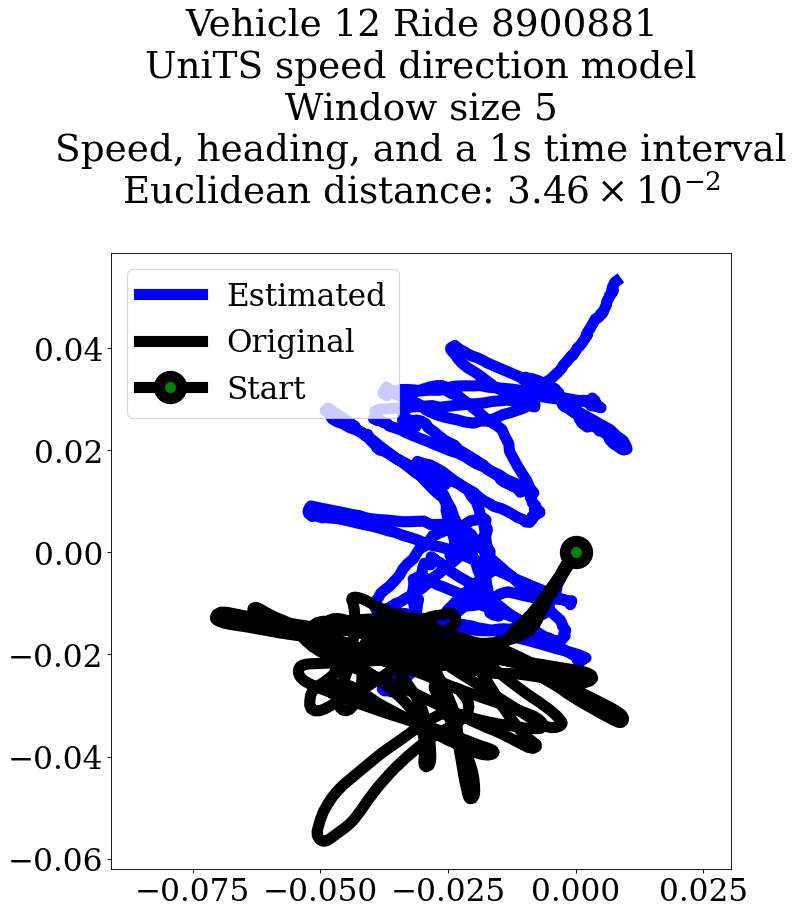 Vehicle 12 Ride 8900881
UniTS speed direction model
Window size 5
Speed, heading, and a 1s time interval
Euclidean distance: 3.46 × 10⁻²
Estimated
Original
Start
0.04
0.02
0.00
−0.02
−0.04
−0.06
−0.075 −0.050 −0.025 0.000 0.025